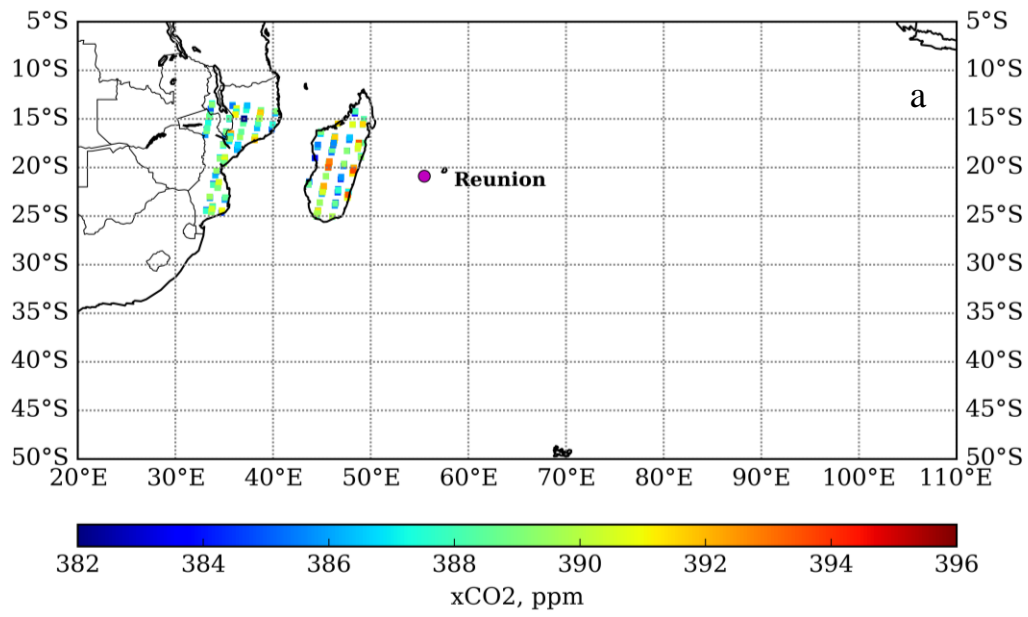 5°S 5°S
10°S 10°S
a
15°S 15°S
20°S 20°S
Reunion
25°S 25°S
30°S 30°S
35°S 35°S
40°S 40°S
45°S 45°S
50°S 50°S
20°E 30°E 40°E 50°E 60°E 70°E 80°E 90°E 100°E 110°E
382 384 386 388 390 392 394 396
xCO2, ppm